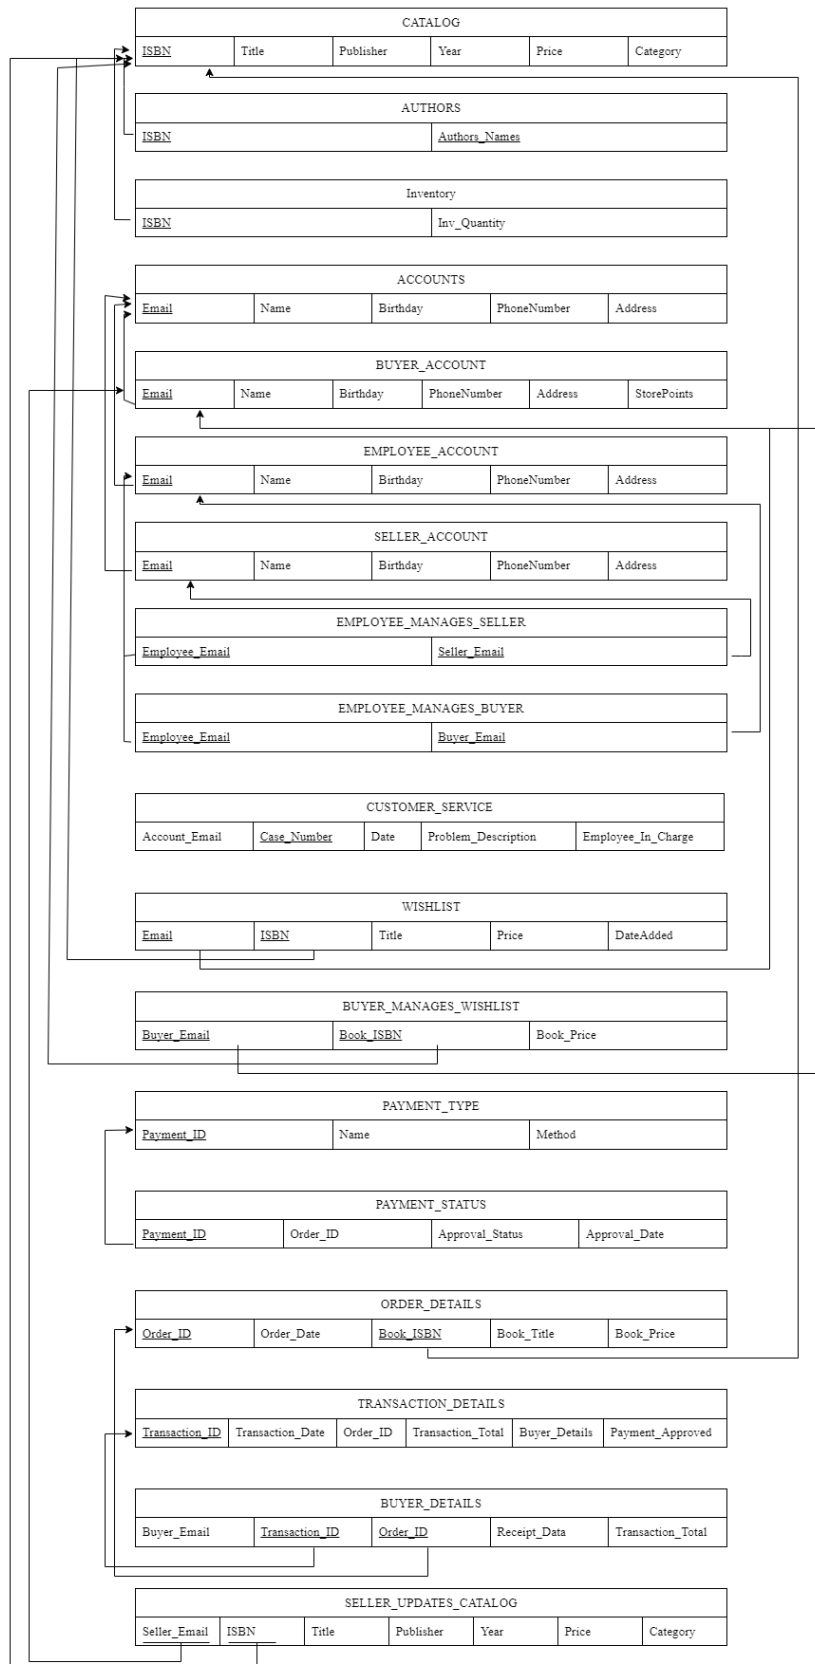 CATALOG
ISBN Title Publisher Year Price Category
AUTHORS
ISBN Authors_Names
Inventory
ISBN Inv_Quantity
ACCOUNTS
Email Name Birthday PhoneNumber Address
BUYER_ACCOUNT
Email Name Birthday PhoneNumber Address StorePoints
EMPLOYEE_ACCOUNT
Email Name Birthday PhoneNumber Address
SELLER_ACCOUNT
Email Name Birthday PhoneNumber Address
EMPLOYEE_MANAGES_SELLER
Employee_Email Seller_Email
EMPLOYEE_MANAGES_BUYER
Employee_Email Buyer_Email
CUSTOMER_SERVICE
Account_Email Case_Number Date Problem_Description Employee_In_Charge
WISHLIST
Email ISBN Title Price DateAdded
BUYER_MANAGES_WISHLIST
Buyer_Email Book_ISBN Book_Price
PAYMENT_TYPE
Payment_ID Name Method
PAYMENT_STATUS
Payment_ID Order_ID Approval_Status Approval_Date
ORDER_DETAILS
Order_ID Order_Date Book_ISBN Book_Title Book_Price
TRANSACTION_DETAILS
Transaction_ID Transaction_Date Order_ID Transaction_Total Buyer_Details Payment_Approved
BUYER_DETAILS
Buyer_Email Transaction_ID Order_ID Receipt_Data Transaction_Total
SELLER_UPDATES_CATALOG
Seller_Email ISBN Title Publisher Year Price Category